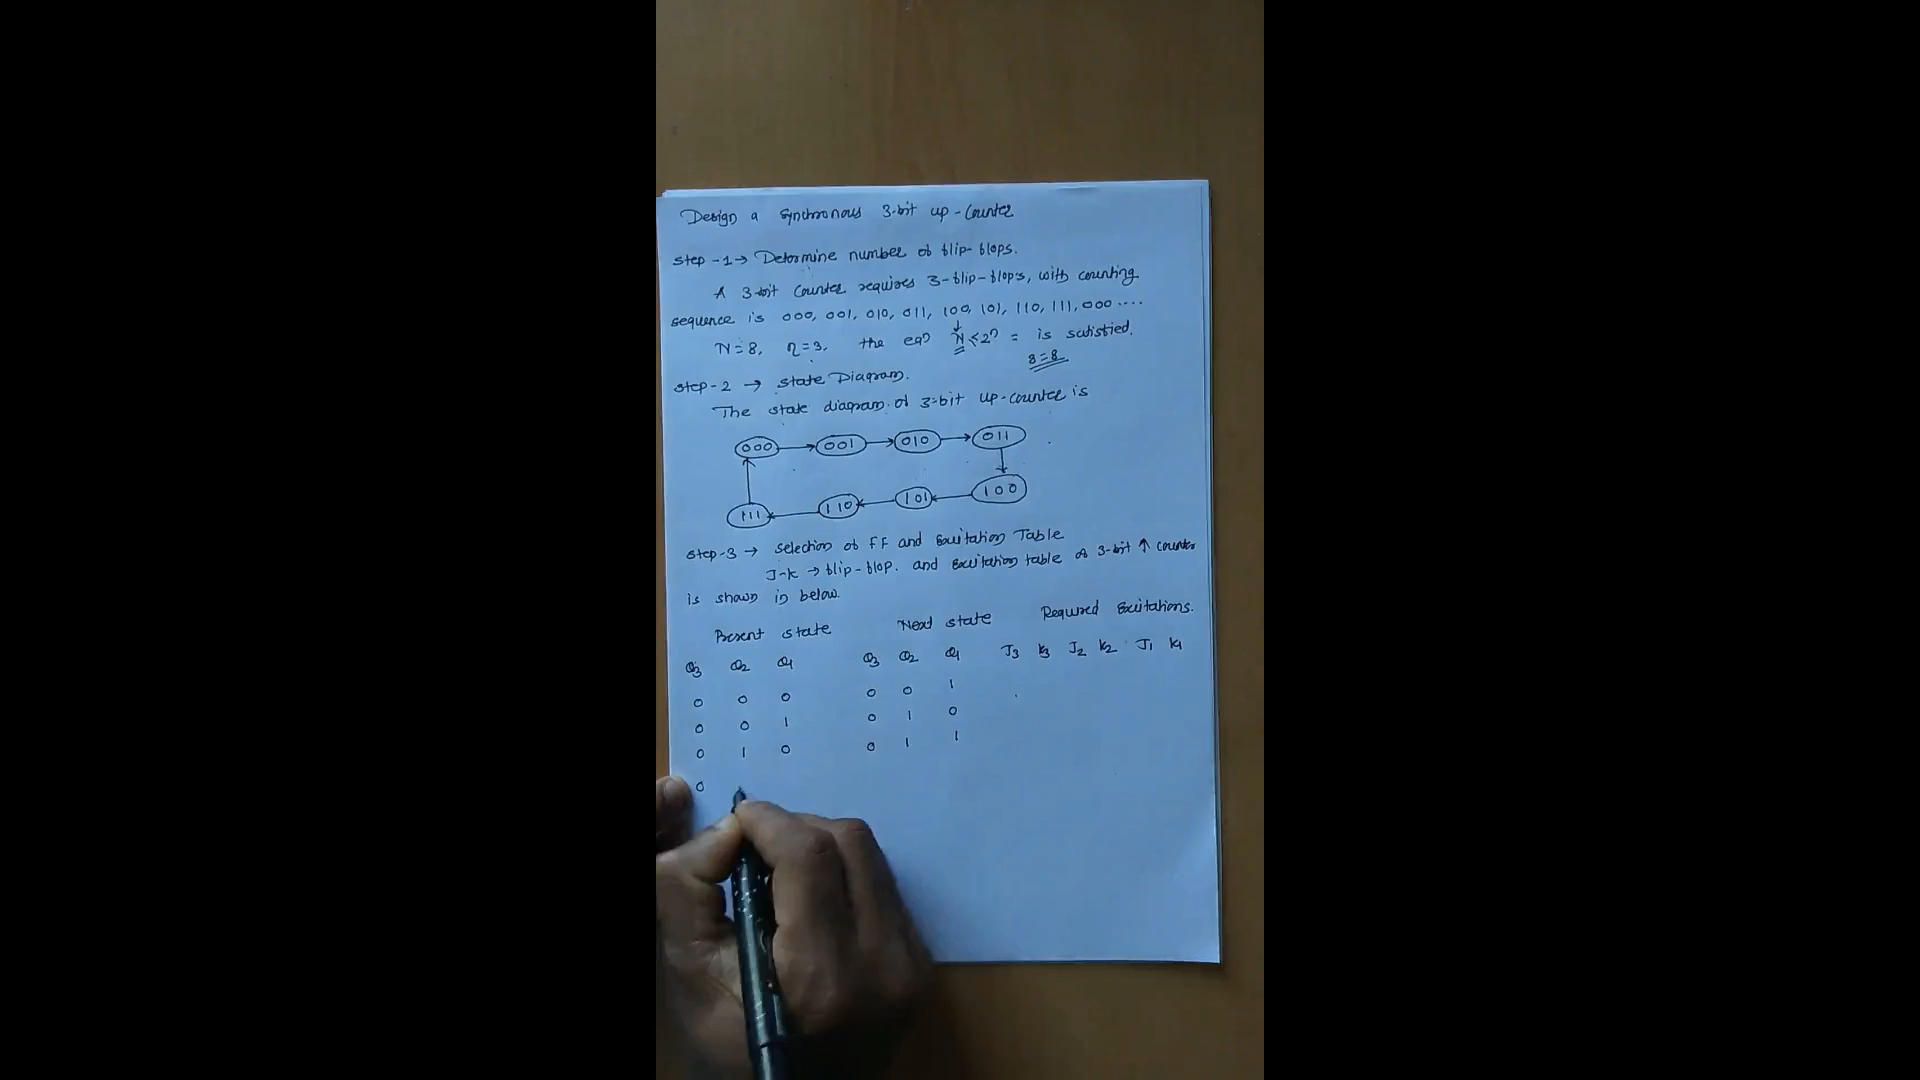 Design a Synchronous 3-bit up-Counter
Step-1→ Determine number of flip-flops.
A 3-bit Counter requires 3-flip-flops, with counting
sequence is 000, 001, 010, 011, 100, 101, 110, 111, 000 ....
N=8, n=3, the eqn N≤2ⁿ = is satisfied.
8=8
Step-2 → State Diagram.
The state diagram of 3-bit up-counter is
000 → 001 → 010 → 011
111 110 101 100
Step-3 → Selection of FF and Excitation Table
J-K → flip-flop. and Excitation table of 3-bit ↑ counter
is shown in below.
Present state Next state Required Excitations.
Q3 Q2 Q1 Q3 Q2 Q1 J3 K3 J2 K2 J1 K1
0 0 0 0 0 1
0 0 1 0 1 0
0 1 0 0 1 1
0